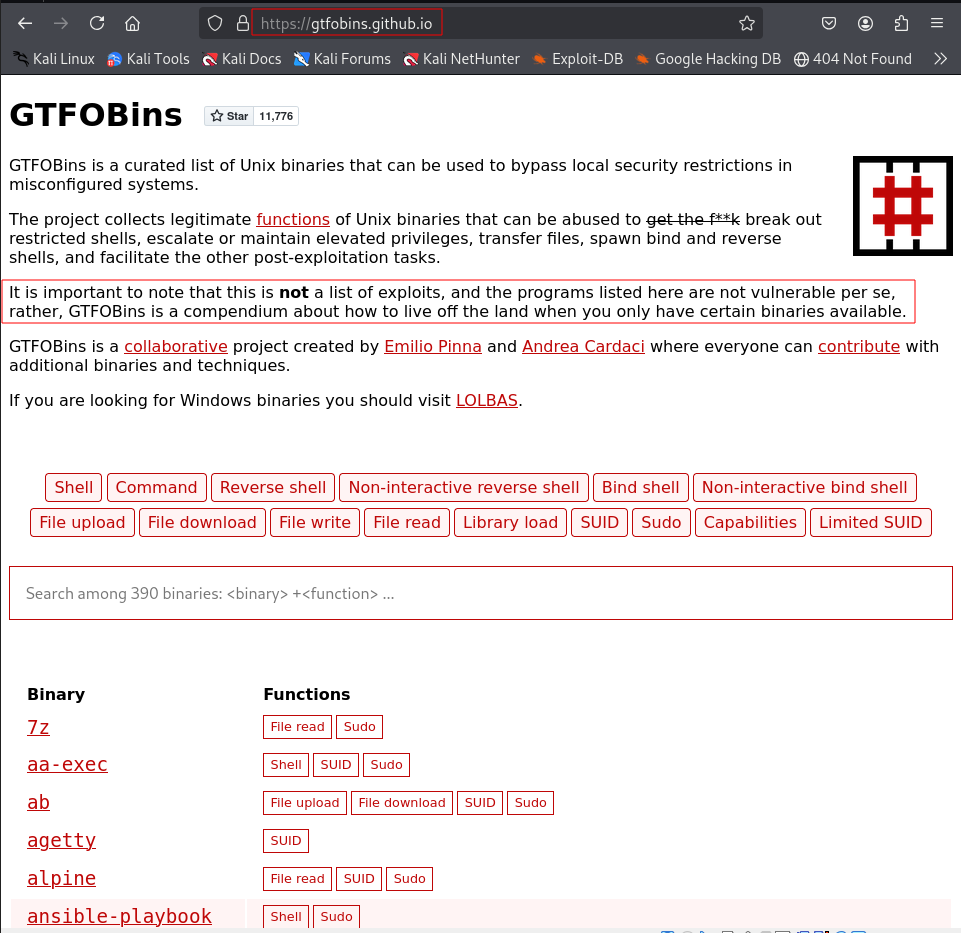 https://gtfobins.github.io
Kali Linux Kali Tools Kali Docs Kali Forums Kali NetHunter Exploit-DB Google Hacking DB 404 Not Found
GTFOBins Star 11,776
GTFOBins is a curated list of Unix binaries that can be used to bypass local security restrictions in
misconfigured systems.
The project collects legitimate functions of Unix binaries that can be abused to get the f**k break out
restricted shells, escalate or maintain elevated privileges, transfer files, spawn bind and reverse
shells, and facilitate the other post-exploitation tasks.
It is important to note that this is not a list of exploits, and the programs listed here are not vulnerable per se,
rather, GTFOBins is a compendium about how to live off the land when you only have certain binaries available.
GTFOBins is a collaborative project created by Emilio Pinna and Andrea Cardaci where everyone can contribute with
additional binaries and techniques.
If you are looking for Windows binaries you should visit LOLBAS.
Shell Command Reverse shell Non-interactive reverse shell Bind shell Non-interactive bind shell
File upload File download File write File read Library load SUID Sudo Capabilities Limited SUID
Search among 390 binaries: <binary> +<function> ...
Binary Functions
7z File read Sudo
aa-exec Shell SUID Sudo
ab File upload File download SUID Sudo
agetty SUID
alpine File read SUID Sudo
ansible-playbook Shell Sudo